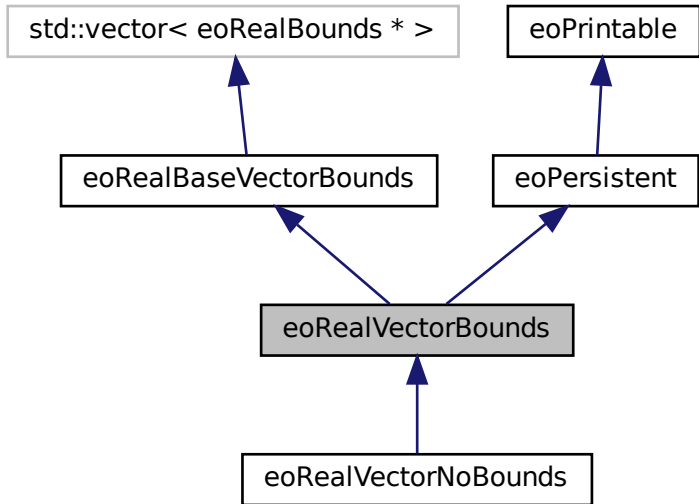 std::vector< eoRealBounds * >
eoPrintable
eoRealBaseVectorBounds
eoPersistent
eoRealVectorBounds
eoRealVectorNoBounds